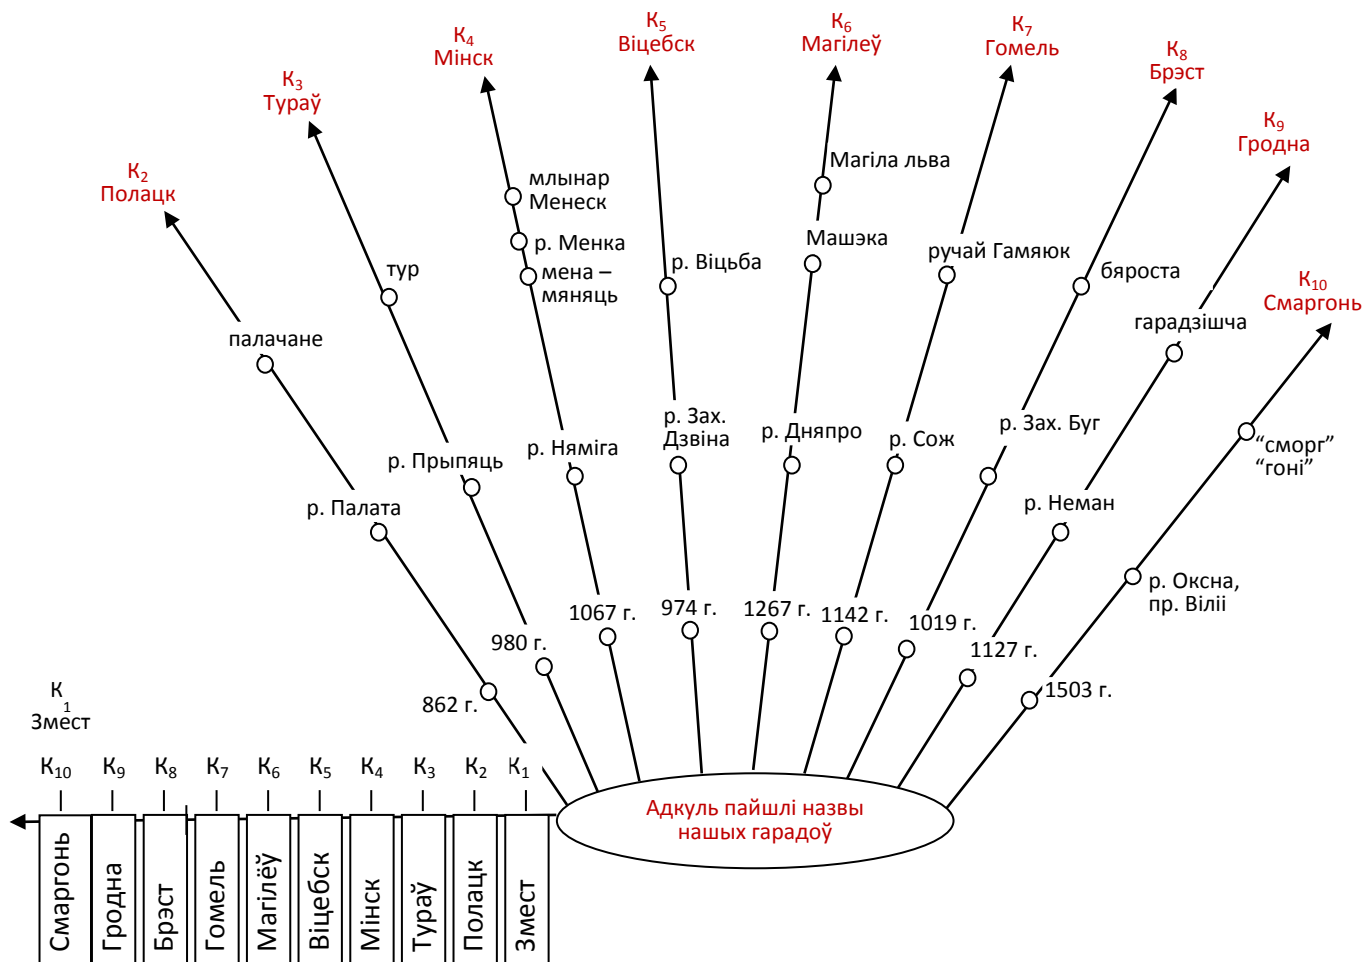 К2
Полацк
палачане
р. Палата
862 г.
К3
Тураў
тур
р. Прыпяць
980 г.
К4
Мінск
млынар
Менеск
р. Менка
мена –
мяняць
р. Няміга
1067 г.
К5
Віцебск
р. Віцьба
р. Зах.
Дзвіна
974 г.
К6
Магілеў
Магіла льва
Машэка
р. Дняпро
1267 г.
К7
Гомель
ручай Гамяюк
р. Сож
1142 г.
К8
Брэст
бяроста
р. Зах. Буг
1019 г.
К9
Гродна
гарадзішча
р. Неман
1127 г.
К10
Смаргонь
“сморг”
“гоні”
р. Оксна,
пр. Віліі
1503 г.
К1
Змест
К10 К9 К8 К7 К6 К5 К4 К3 К2 К1
Смаргонь
Гродна
Брэст
Гомель
Магілёў
Віцебск
Мінск
Тураў
Полацк
Змест
Адкуль пайшлі назвы
нашых гарадоў